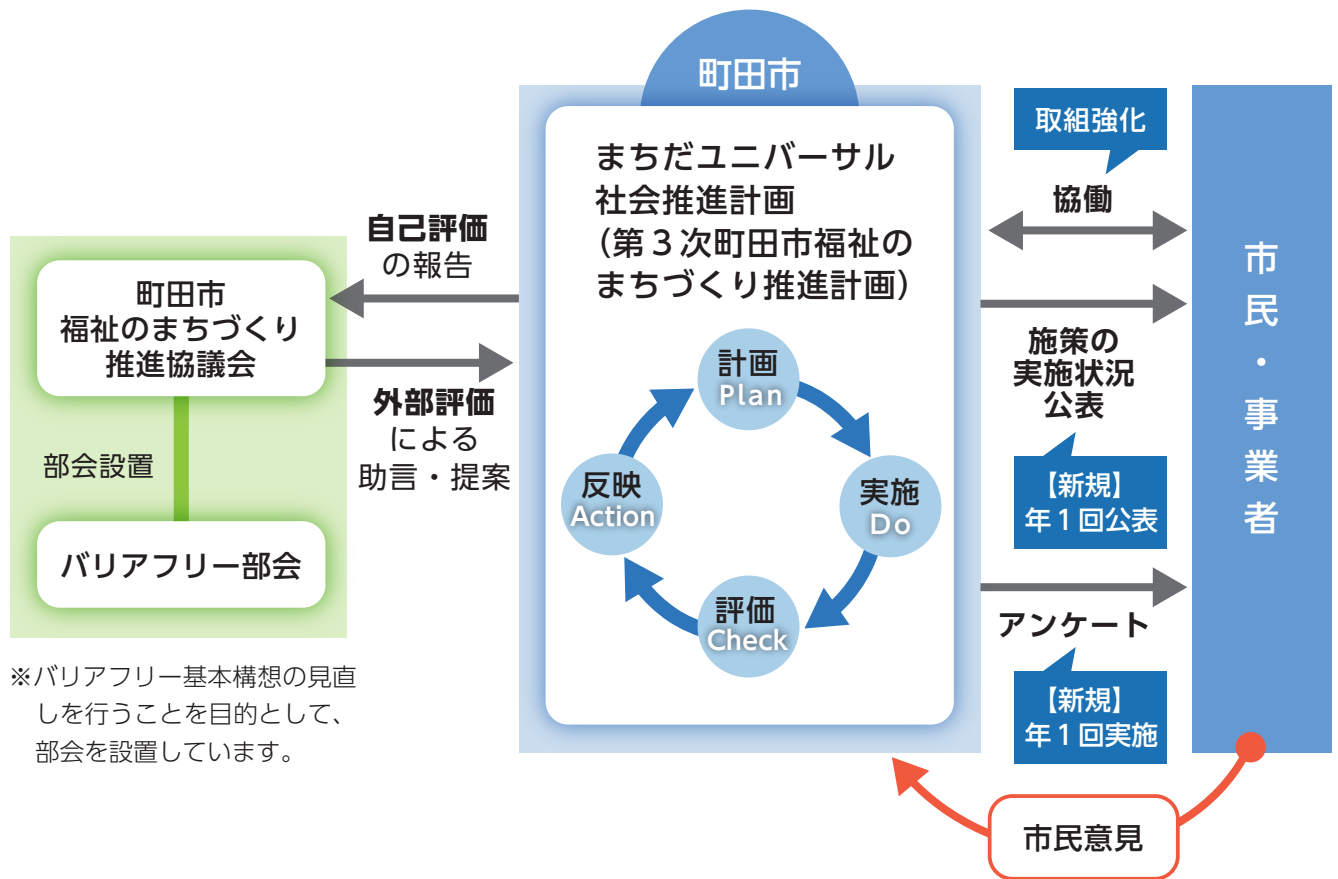 町田市
まちだユニバーサル
社会推進計画
（第３次町田市福祉の
まちづくり推進計画）
計画
Plan
実施
Do
評価
Check
反映
Action
自己評価
の報告
外部評価
による
助言・提案
町田市
福祉のまちづくり
推進協議会
部会設置
バリアフリー部会
※バリアフリー基本構想の見直
しを行うことを目的として、
部会を設置しています。
取組強化
協働
施策の
実施状況
公表
【新規】
年１回公表
アンケート
【新規】
年１回実施
市民・事業者
市民意見